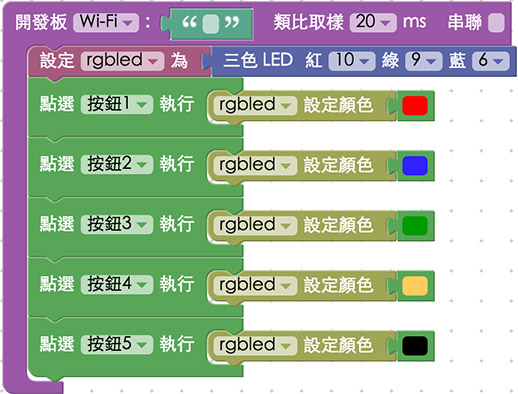 開發板 Wi-Fi : “ ” 類比取樣 20 ms 串聯
設定 rgbled 為 三色 LED 紅 10 綠 9 藍 6
點選 按鈕1 執行 rgbled 設定顏色
點選 按鈕2 執行 rgbled 設定顏色
點選 按鈕3 執行 rgbled 設定顏色
點選 按鈕4 執行 rgbled 設定顏色
點選 按鈕5 執行 rgbled 設定顏色